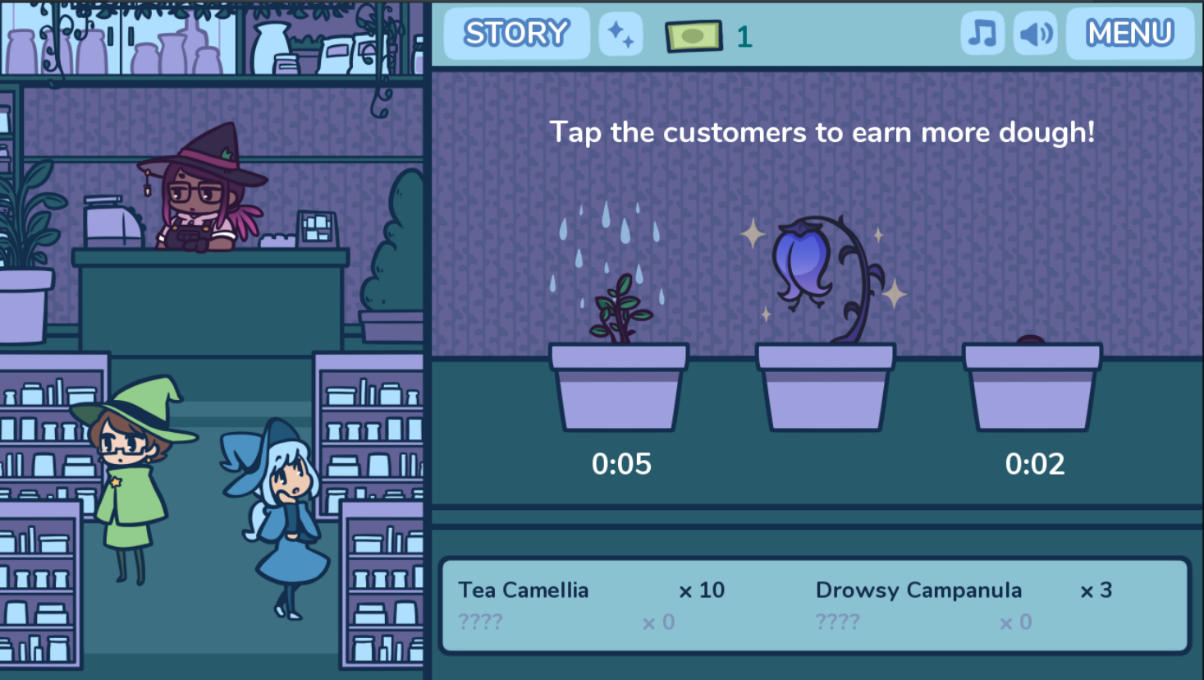 STORY
1
MENU
Tap the customers to earn more dough!
0:05
0:02
Tea Camellia x 10 Drowsy Campanula x 3
???? x 0 ???? x 0